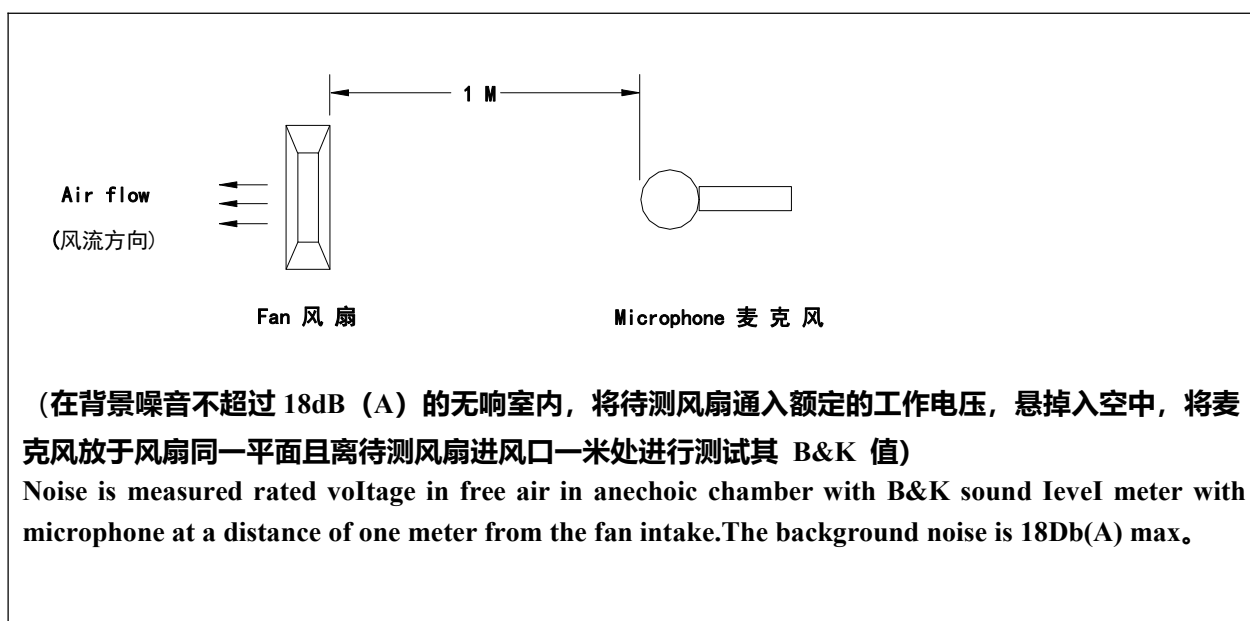 1 M
Air flow
(风流方向)
Fan 风 扇
Microphone 麦 克 风
(在背景噪音不超过 18dB（A）的无响室内，将待测风扇通入额定的工作电压，悬掉入空中，将麦
克风放于风扇同一平面且离待测风扇进风口一米处进行测试其 B&K 值)
Noise is measured rated voItage in free air in anechoic chamber with B&K sound IeveI meter with
microphone at a distance of one meter from the fan intake.The background noise is 18Db(A) max。